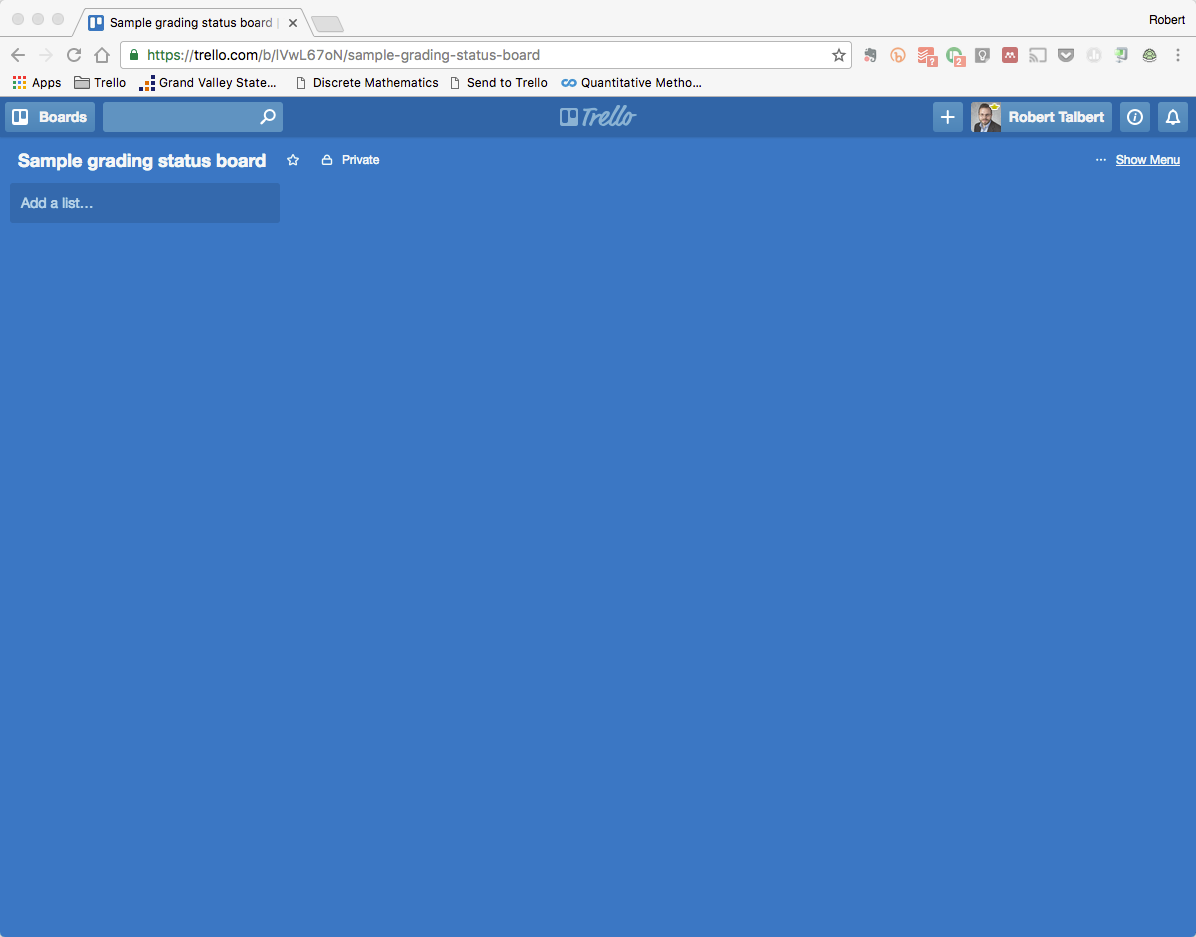 Sample grading status board
Robert
https://trello.com/b/lVwL67oN/sample-grading-status-board
?
2
Apps
Trello
Grand Valley State...
Discrete Mathematics
Send to Trello
Quantitative Metho...
Boards
Trello
Robert Talbert
Sample grading status board
Private
... Show Menu
Add a list...